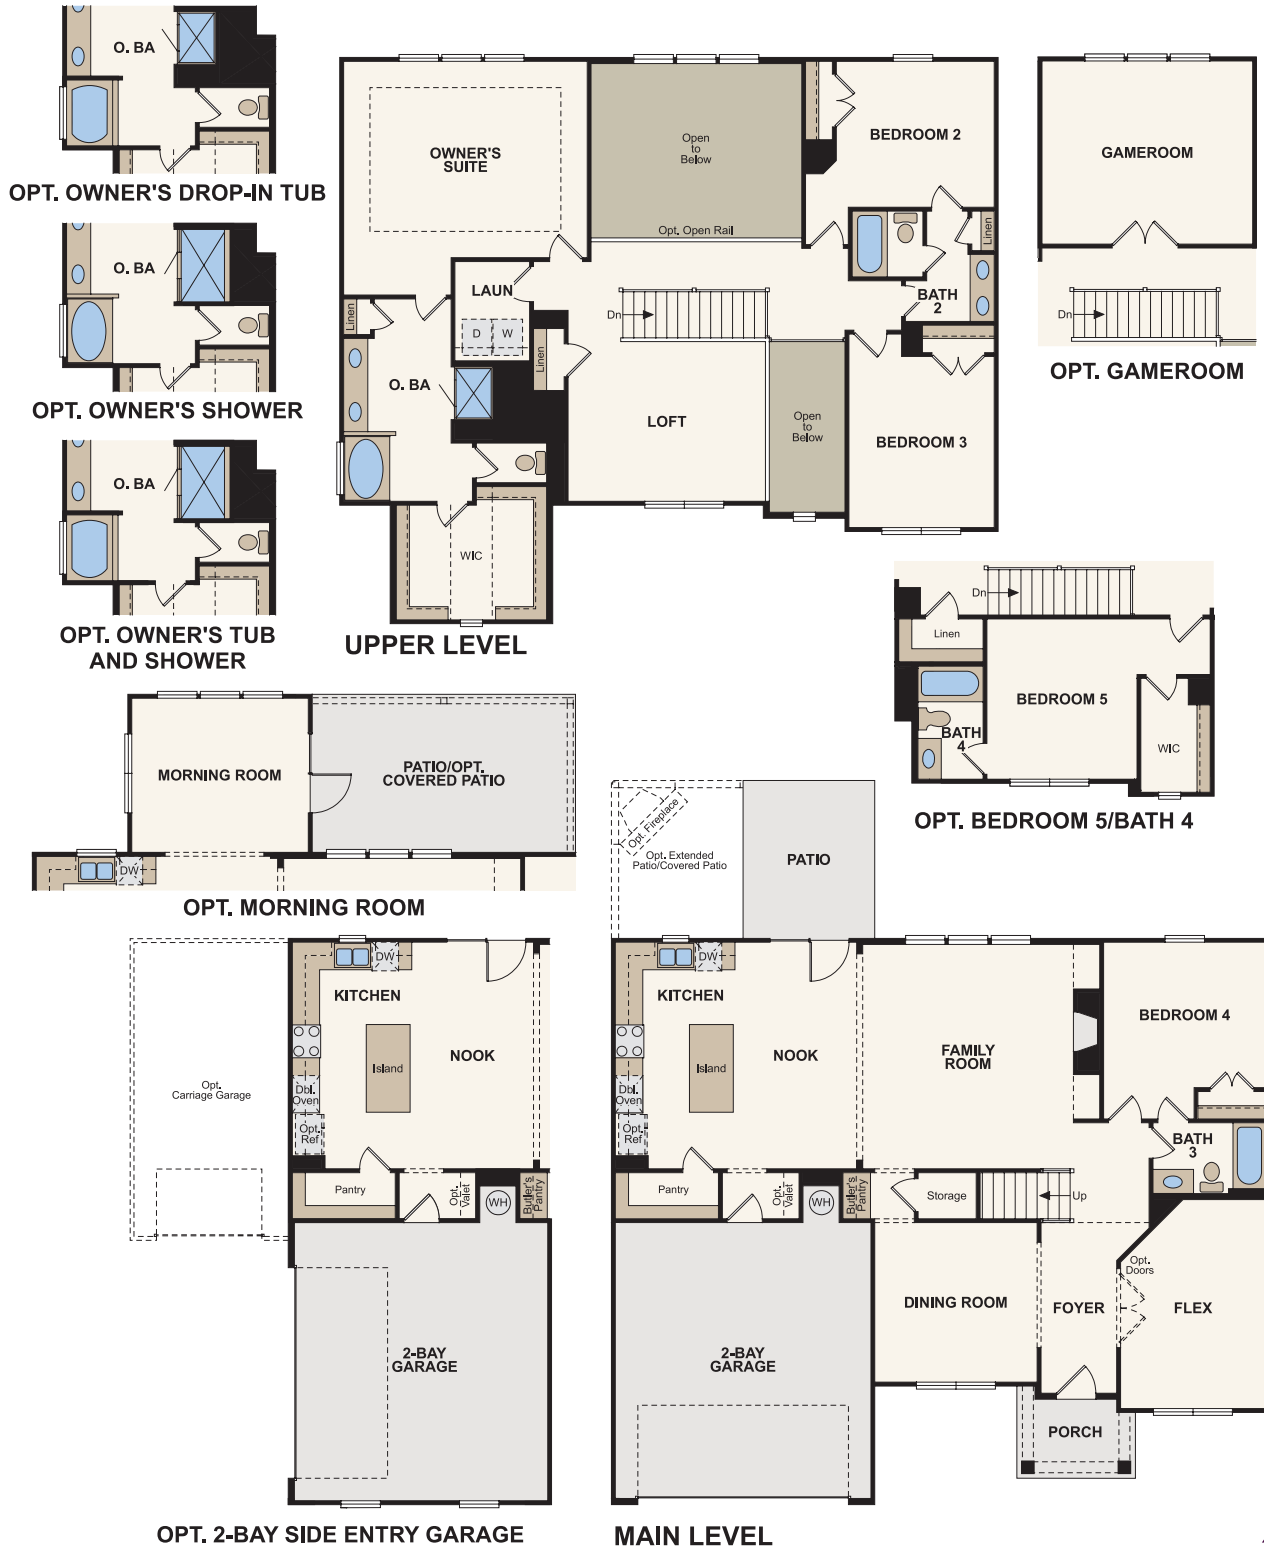 O. BA
OPT. OWNER'S DROP-IN TUB
O. BA
OPT. OWNER'S SHOWER
O. BA
OPT. OWNER'S TUB
AND SHOWER
OWNER'S
SUITE
Open
to
Below
BEDROOM 2
Opt. Open Rail
Linen
LAUN
D
W
Linen
Linen
Dn
BATH
2
O. BA
LOFT
Open
to
Below
BEDROOM 3
WIC
UPPER LEVEL
GAMEROOM
Dn
OPT. GAMEROOM
Dn
Linen
BEDROOM 5
BATH
4
WIC
OPT. BEDROOM 5/BATH 4
MORNING ROOM
PATIO/OPT.
COVERED PATIO
DW
OPT. MORNING ROOM
Opt.
Carriage Garage
DW
KITCHEN
NOOK
Island
Dbl.
Oven
Opt.
Ref
Pantry
Opt.
Valet
WH
Butler's
Pantry
2-BAY
GARAGE
OPT. 2-BAY SIDE ENTRY GARAGE
Opt. Fireplace
Opt. Extended
Patio/Covered Patio
PATIO
DW
KITCHEN
NOOK
Island
Dbl.
Oven
Opt.
Ref
FAMILY
ROOM
BEDROOM 4
BATH
3
Pantry
Opt.
Valet
WH
Butler's
Pantry
Storage
Up
Opt.
Doors
DINING ROOM
FOYER
FLEX
2-BAY
GARAGE
PORCH
MAIN LEVEL